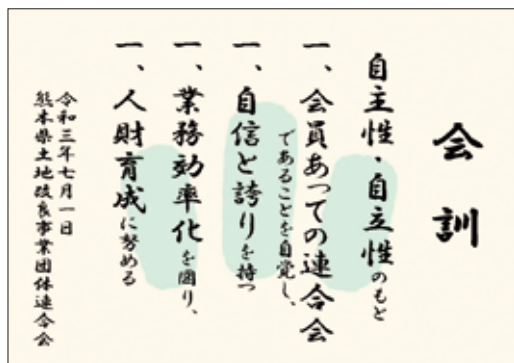 会訓
自主性・自立性のもと
一、会員あっての連合会
であることを自覚し、
一、自信と誇りを持つ
一、業務効率化を図り、
一、人財育成に努める
令和三年七月一日
熊本県土地改良事業団体連合会